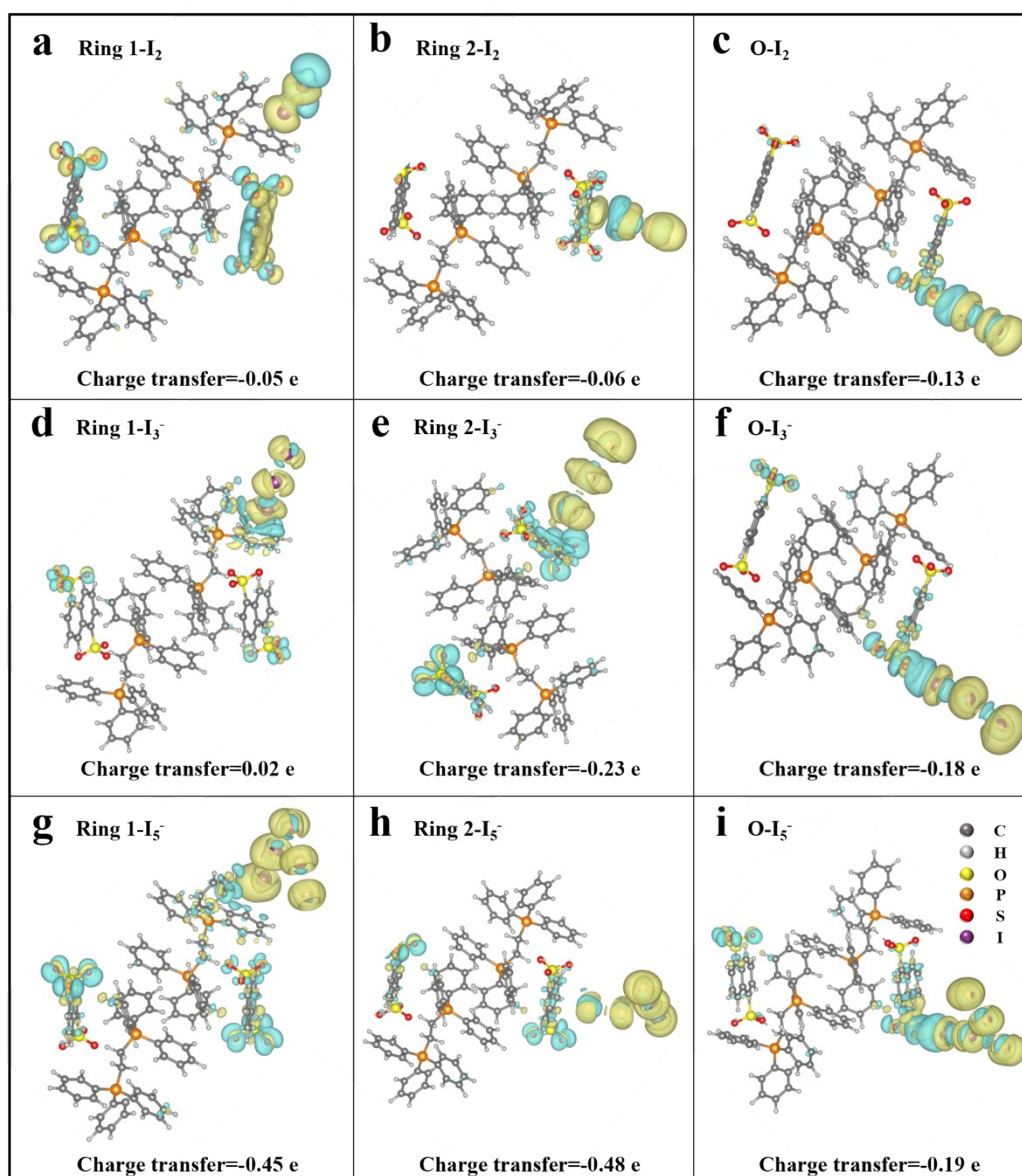 a Ring 1-I2
b Ring 2-I2
c O-I2
Charge transfer=-0.05 e
Charge transfer=-0.06 e
Charge transfer=-0.13 e
d Ring 1-I3-
e Ring 2-I3-
f O-I3-
Charge transfer=0.02 e
Charge transfer=-0.23 e
Charge transfer=-0.18 e
g Ring 1-I5-
h Ring 2-I5-
i O-I5-
C
H
O
P
S
I
Charge transfer=-0.45 e
Charge transfer=-0.48 e
Charge transfer=-0.19 e